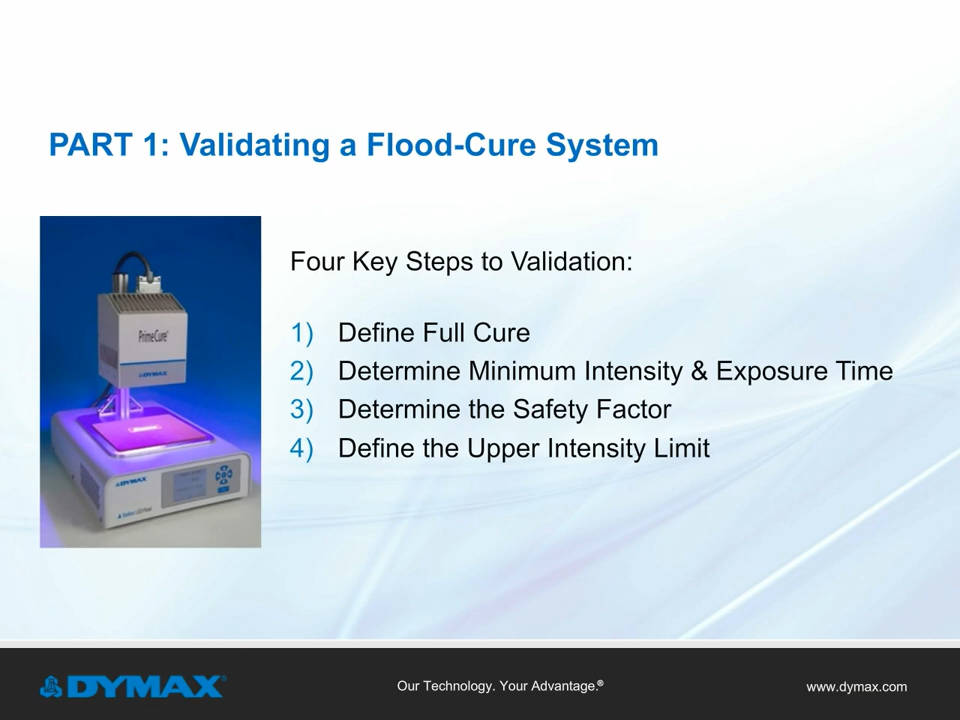 PART 1: Validating a Flood-Cure System
Four Key Steps to Validation:
1) Define Full Cure
2) Determine Minimum Intensity & Exposure Time
3) Determine the Safety Factor
4) Define the Upper Intensity Limit
PrimeCure
DYMAX
DYMAX
DYMAX
Our Technology. Your Advantage.®
www.dymax.com